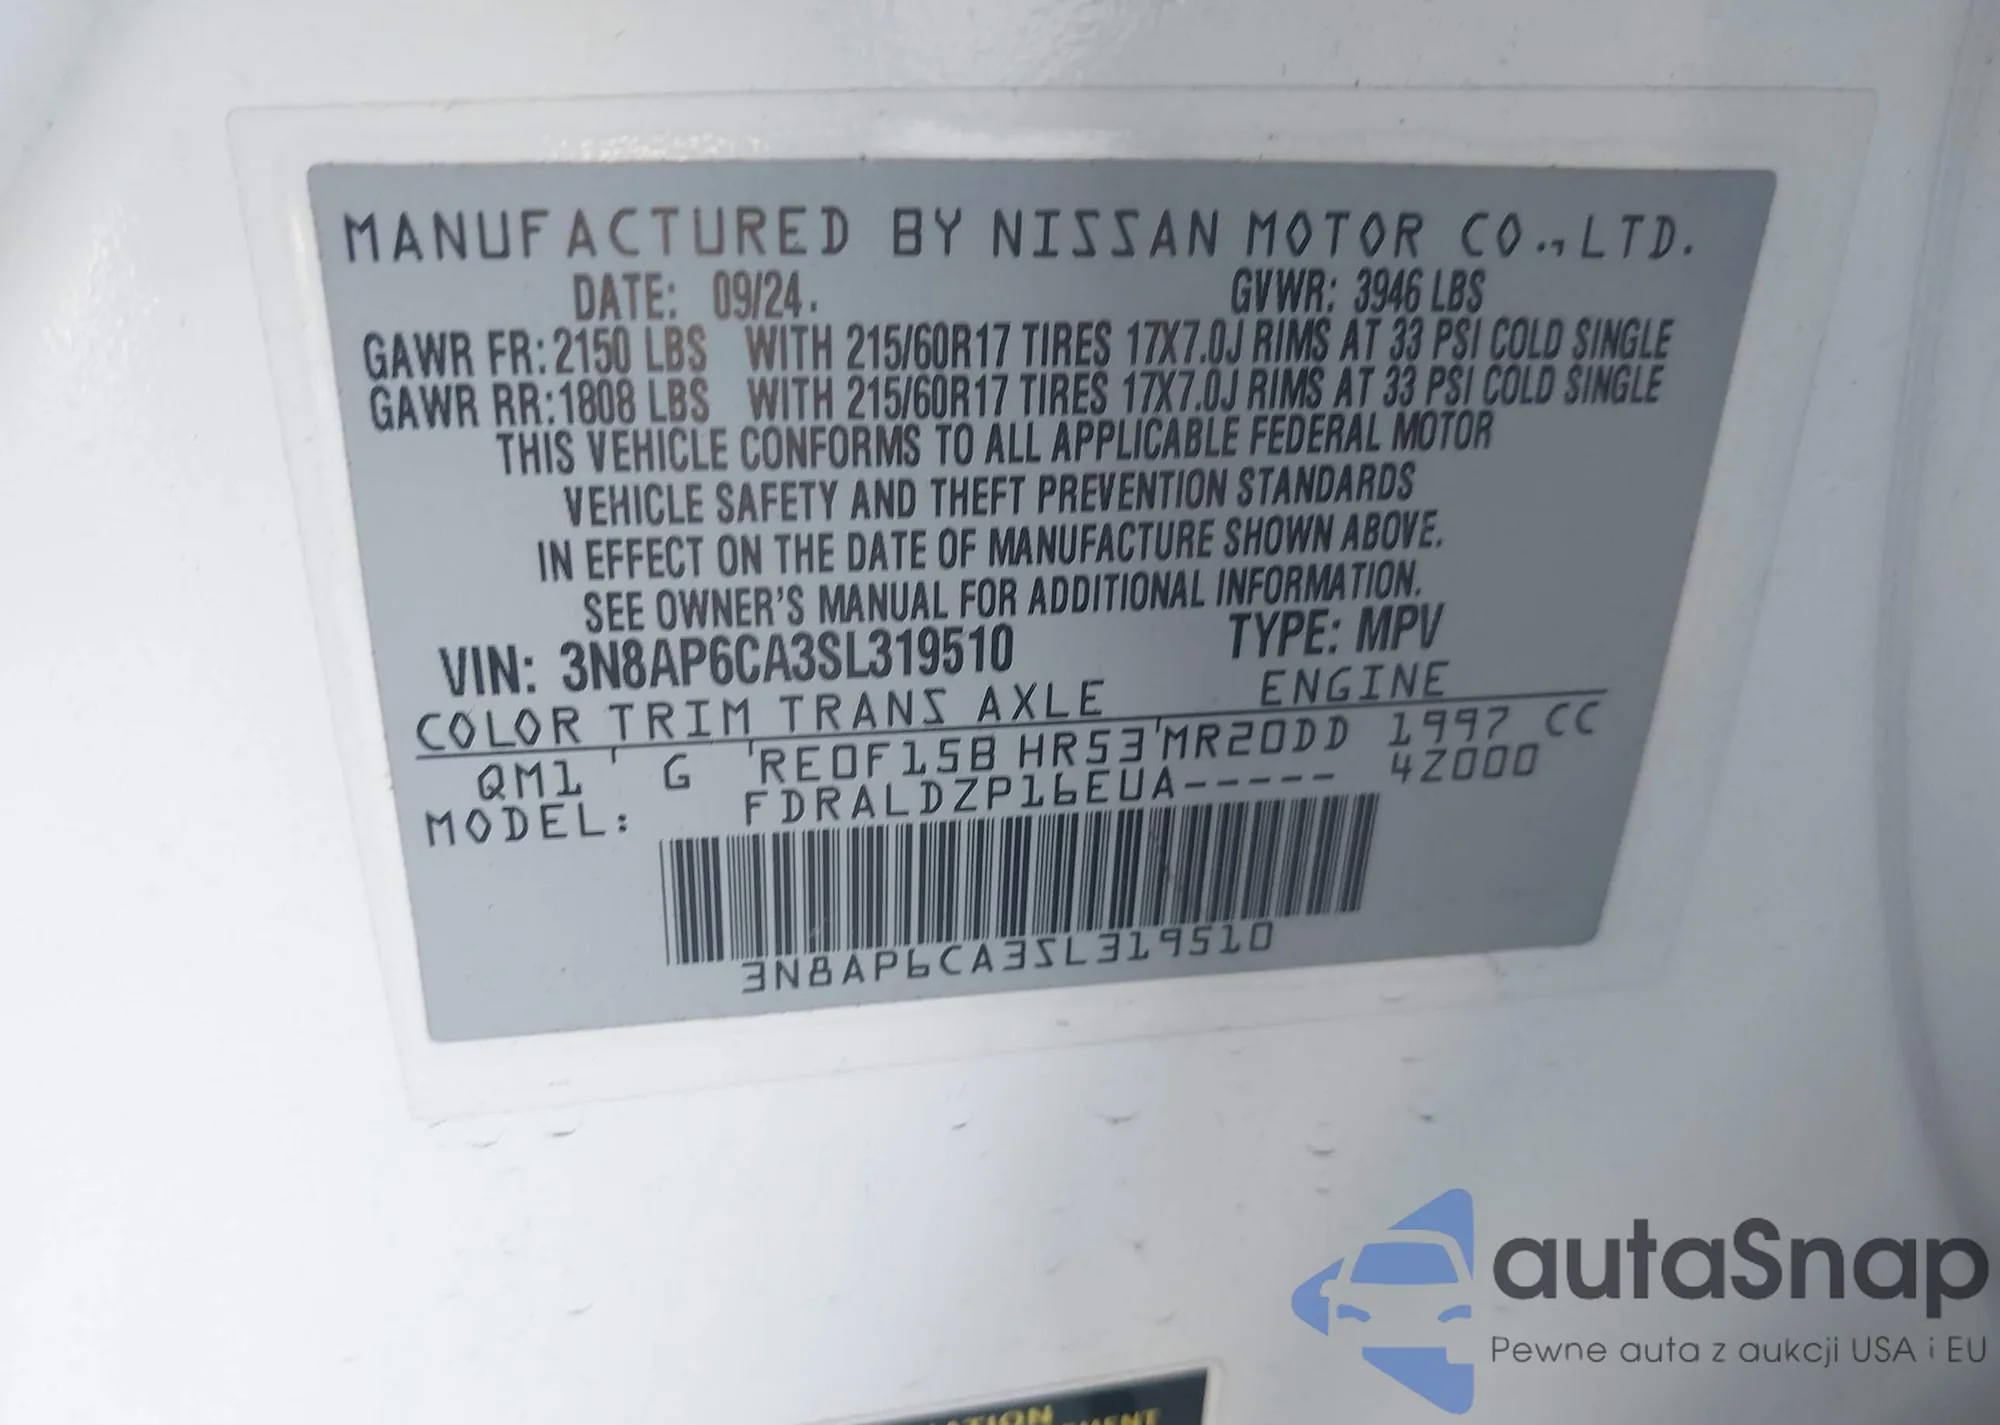 MANUFACTURED BY NISSAN MOTOR CO., LTD.
DATE: 09/24. GVWR: 3946 LBS
GAWR FR: 2150 LBS WITH 215/60R17 TIRES 17X7.0J RIMS AT 33 PSI COLD SINGLE
GAWR RR: 1808 LBS WITH 215/60R17 TIRES 17X7.0J RIMS AT 33 PSI COLD SINGLE
THIS VEHICLE CONFORMS TO ALL APPLICABLE FEDERAL MOTOR
VEHICLE SAFETY AND THEFT PREVENTION STANDARDS
IN EFFECT ON THE DATE OF MANUFACTURE SHOWN ABOVE.
SEE OWNER'S MANUAL FOR ADDITIONAL INFORMATION.
VIN: 3N8AP6CA3SL319510 TYPE: MPV
COLOR TRIM TRANS AXLE ENGINE
QM1 ' G 'RE0F15B HR53'MR20DD 1997 CC
MODEL: FDRALDZP16EUA----- 4Z000
3N8AP6CA3SL319510
autaSnap
Pewne auta z aukcji USA i EU